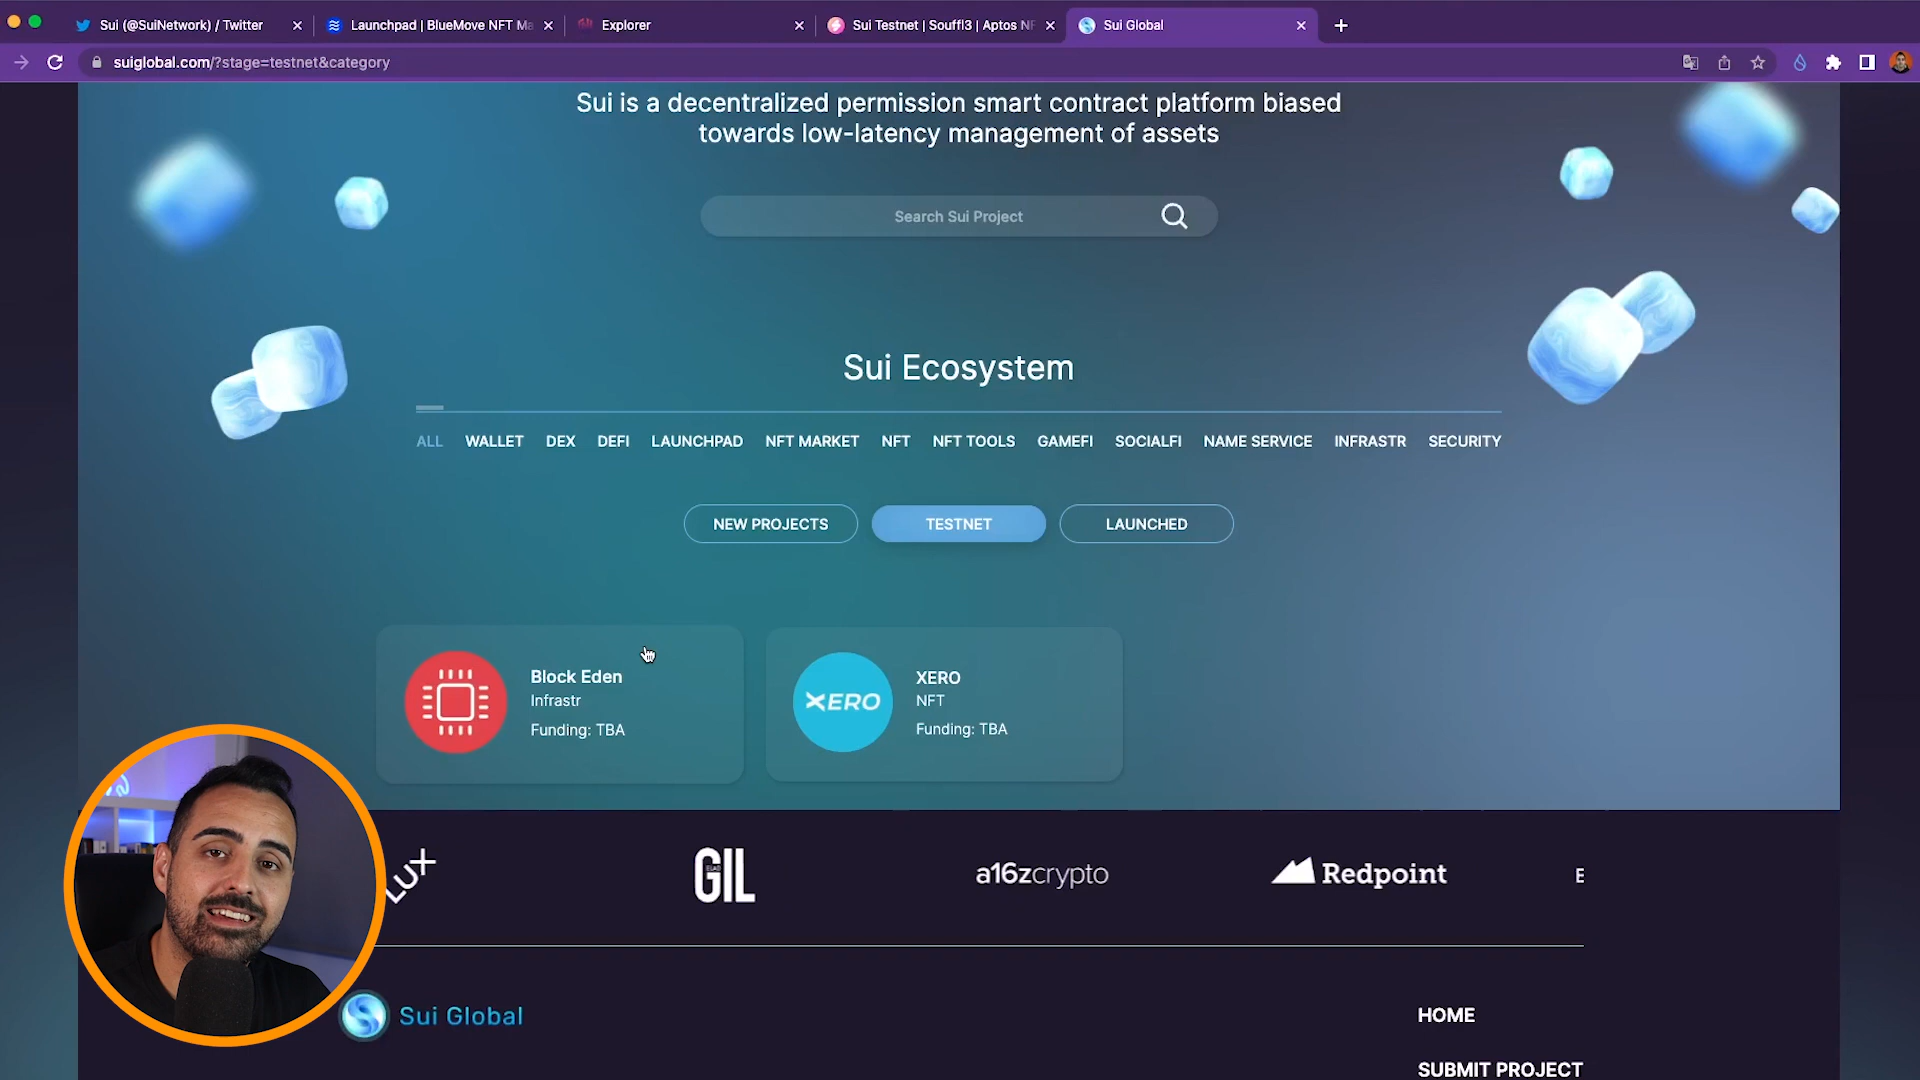 Sui (@SuiNetwork) / Twitter
Launchpad | BlueMove NFT Ma
Explorer
Sui Testnet | Souffl3 | Aptos NF
Sui Global
suiglobal.com/?stage=testnet&category
Sui is a decentralized permission smart contract platform biased
towards low-latency management of assets
Search Sui Project
Sui Ecosystem
ALL WALLET DEX DEFI LAUNCHPAD NFT MARKET NFT NFT TOOLS GAMEFI SOCIALFI NAME SERVICE INFRASTR SECURITY
NEW PROJECTS TESTNET LAUNCHED
Block Eden
Infrastr
Funding: TBA
XERO
XERO
NFT
Funding: TBA
LUX+
GIL
a16zcrypto
Redpoint
E
Sui Global
HOME
SUBMIT PROJECT